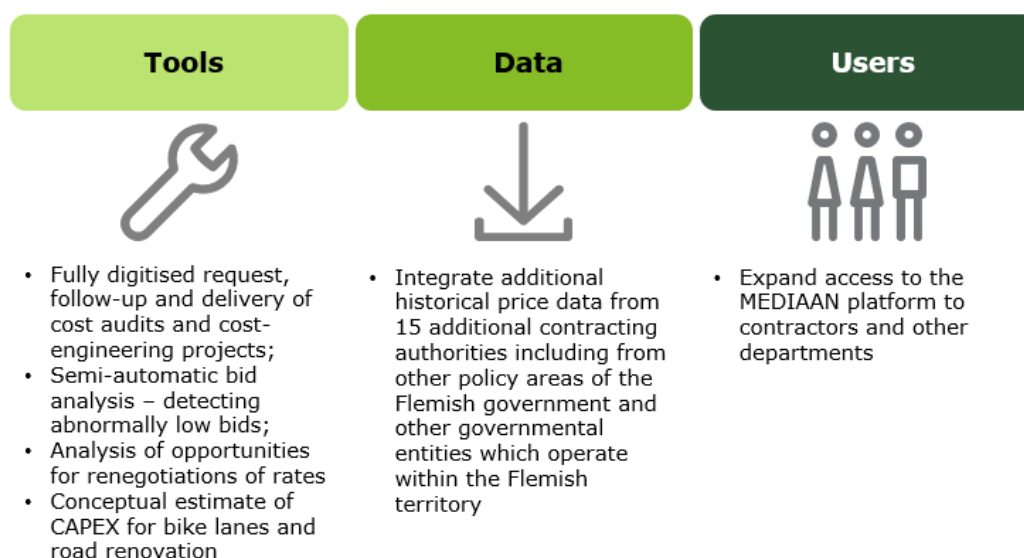 Tools
• Fully digitised request,
follow-up and delivery of
cost audits and cost-
engineering projects;
• Semi-automatic bid
analysis – detecting
abnormally low bids;
• Analysis of opportunities
for renegotiations of rates
• Conceptual estimate of
CAPEX for bike lanes and
road renovation
Data
• Integrate additional
historical price data from
15 additional contracting
authorities including from
other policy areas of the
Flemish government and
other governmental
entities which operate
within the Flemish
territory
Users
• Expand access to the
MEDIAAN platform to
contractors and other
departments